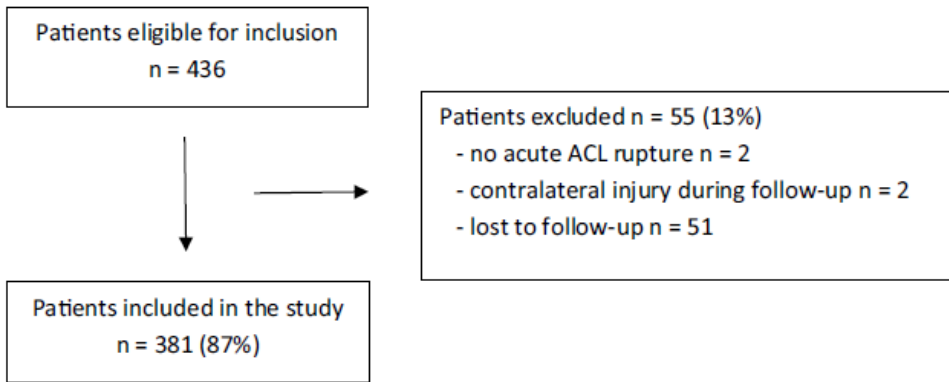 Patients eligible for inclusion
n = 436
Patients excluded n = 55 (13%)
- no acute ACL rupture n = 2
- contralateral injury during follow-up n = 2
- lost to follow-up n = 51
Patients included in the study
n = 381 (87%)